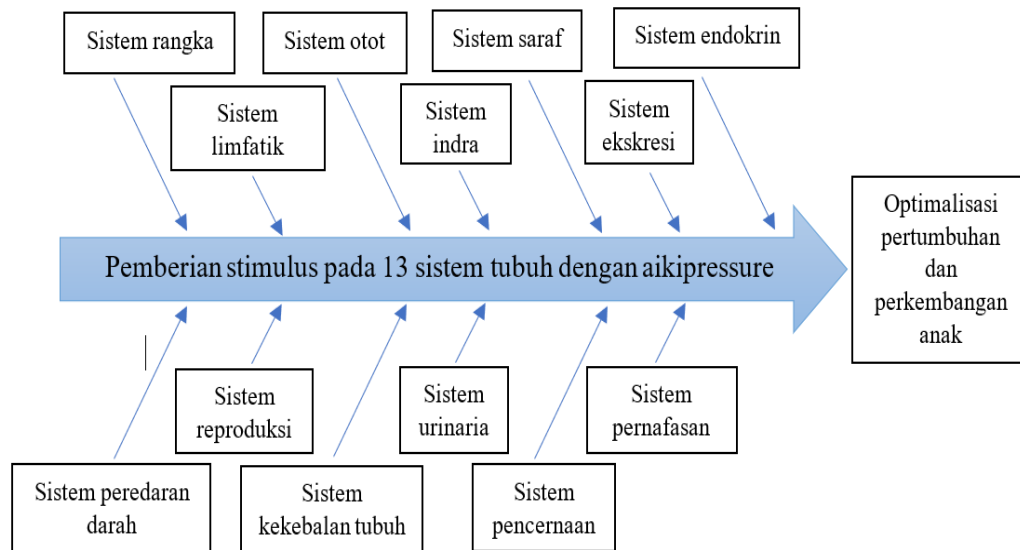 Sistem rangka
Sistem otot
Sistem saraf
Sistem endokrin
Sistem
limfatik
Sistem
indra
Sistem
ekskresi
Pemberian stimulus pada 13 sistem tubuh dengan aikipressure
Optimalisasi
pertumbuhan
dan
perkembangan
anak
Sistem
reproduksi
Sistem
urinaria
Sistem
pernafasan
Sistem peredaran
darah
Sistem
kekebalan tubuh
Sistem
pencernaan